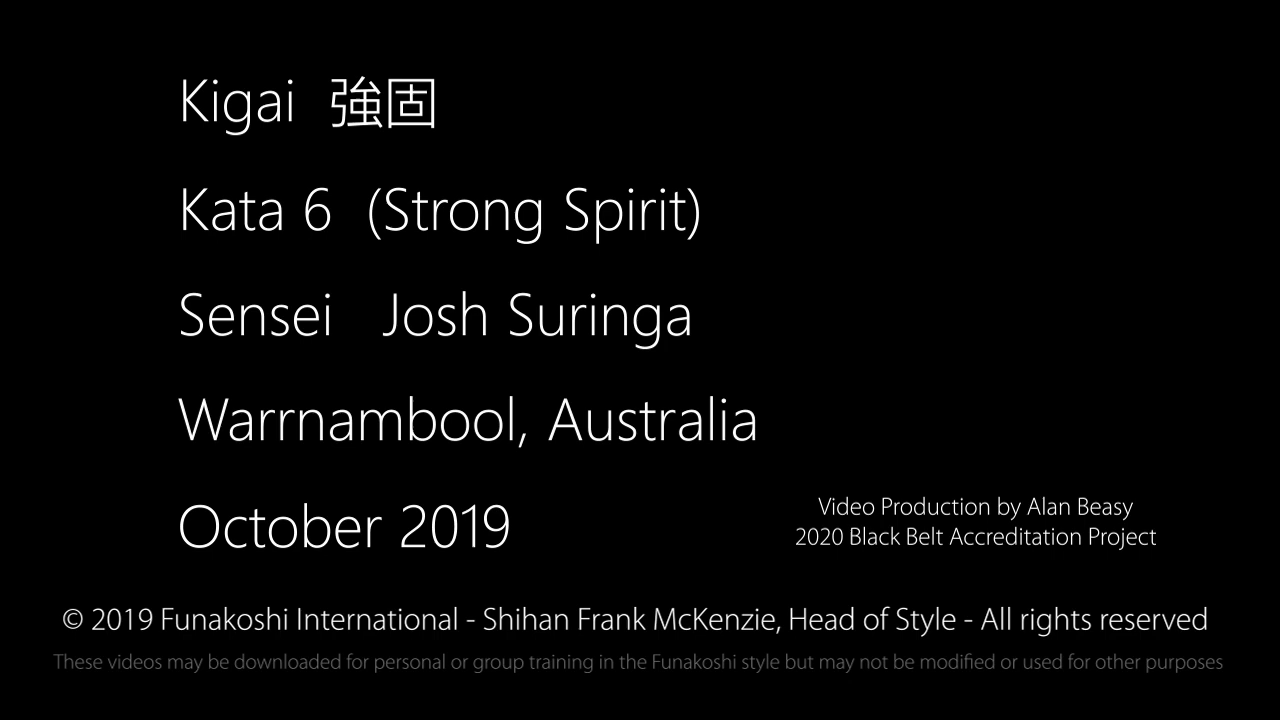 Kigai 強固
Kata 6 (Strong Spirit)
Sensei Josh Suringa
Warrnambool, Australia
October 2019
Video Production by Alan Beasy
2020 Black Belt Accreditation Project
© 2019 Funakoshi International - Shihan Frank McKenzie, Head of Style - All rights reserved
These videos may be downloaded for personal or group training in the Funakoshi style but may not be modified or used for other purposes